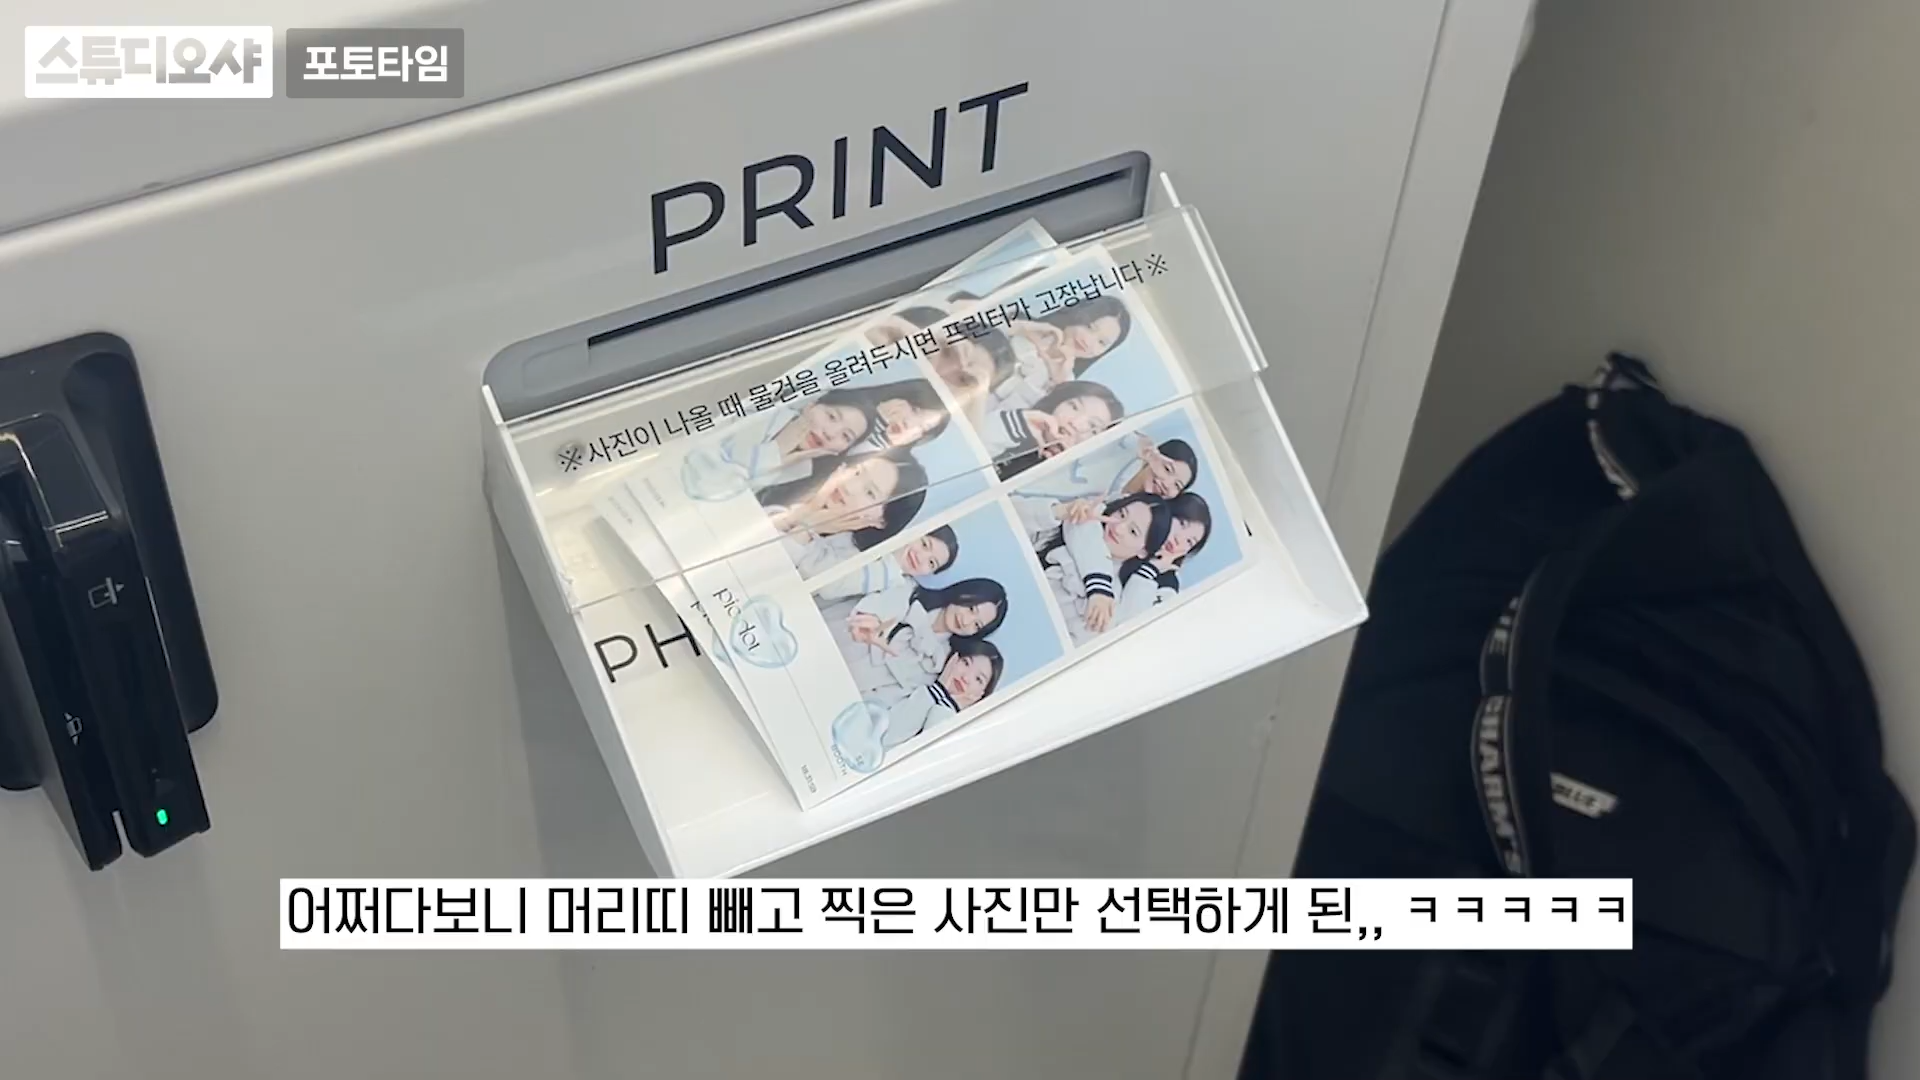 스튜디오샤 포토타임
PRINT
※사진이 나올 때 물건을 올려두시면 프린터가 고장납니다※
PH
BOOTH
CHARM'S
어쩌다보니 머리띠 빼고 찍은 사진만 선택하게 된,, ㅋㅋㅋㅋㅋ